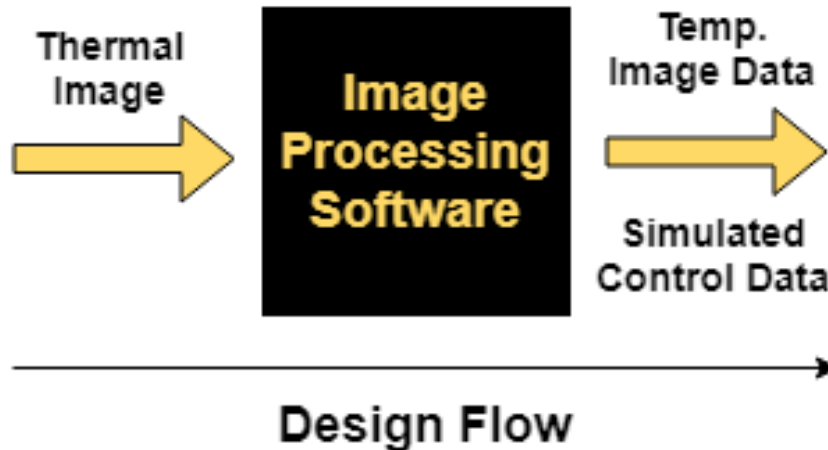 Thermal
Image
Image
Processing
Software
Temp.
Image Data
Simulated
Control Data
Design Flow